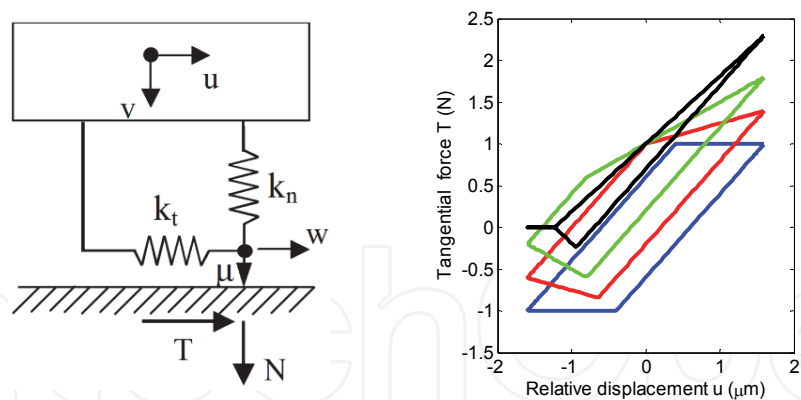 u
v
k_n
k_t
w
μ
T
N
Tangential force T (N)
2.5
2
1.5
1
0.5
0
-0.5
-1
-1.5
-2
-1
0
1
2
Relative displacement u (μm)